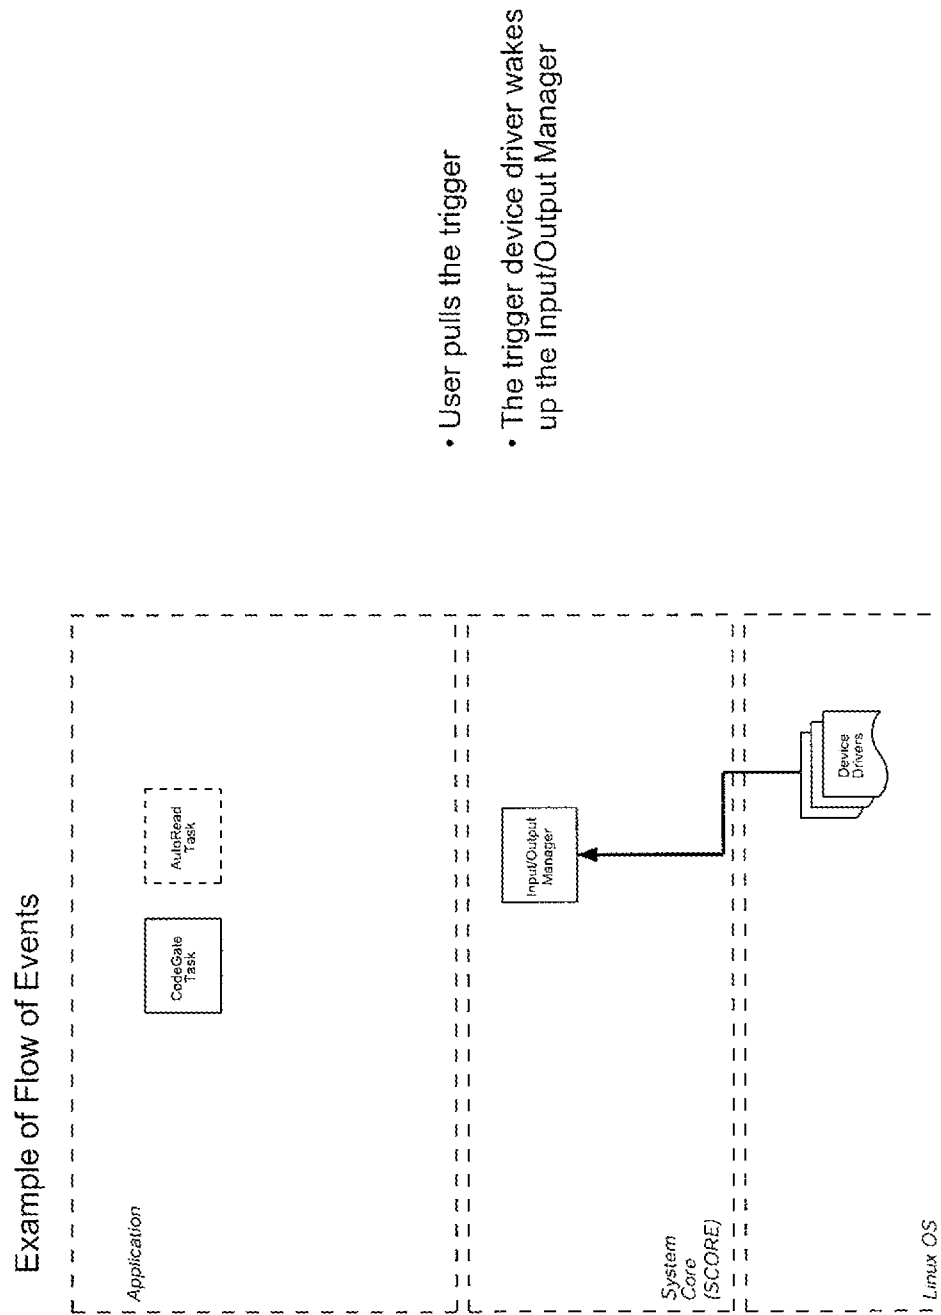 Example of Flow of Events
Application
CodeGate
Task
AutoRead
Task
System
Core
(SCORE)
Input/Output
Manager
Linux OS
Device
Drivers
• User pulls the trigger
• The trigger device driver wakes
up the Input/Output Manager